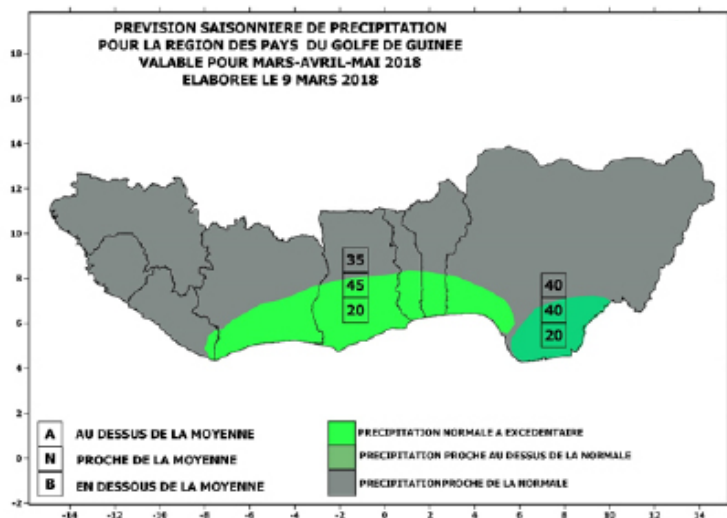 PREVISION SAISONNIERE DE PRECIPITATION
POUR LA REGION DES PAYS DU GOLFE DE GUINEE
VALABLE POUR MARS-AVRIL-MAI 2018
ELABOREE LE 9 MARS 2018
18
16
14
12
10
8
6
4
2
0
-2
35
45
20
40
40
20
A AU DESSUS DE LA MOYENNE
N PROCHE DE LA MOYENNE
B EN DESSOUS DE LA MOYENNE
PRECIPITATION NORMALE A EXCEDENTAIRE
PRECIPITATION PROCHE AU DESSUS DE LA NORMALE
PRECIPITATION PROCHE DE LA NORMALE
-14 -12 -10 -8 -6 -4 -2 0 2 4 6 8 10 12 14